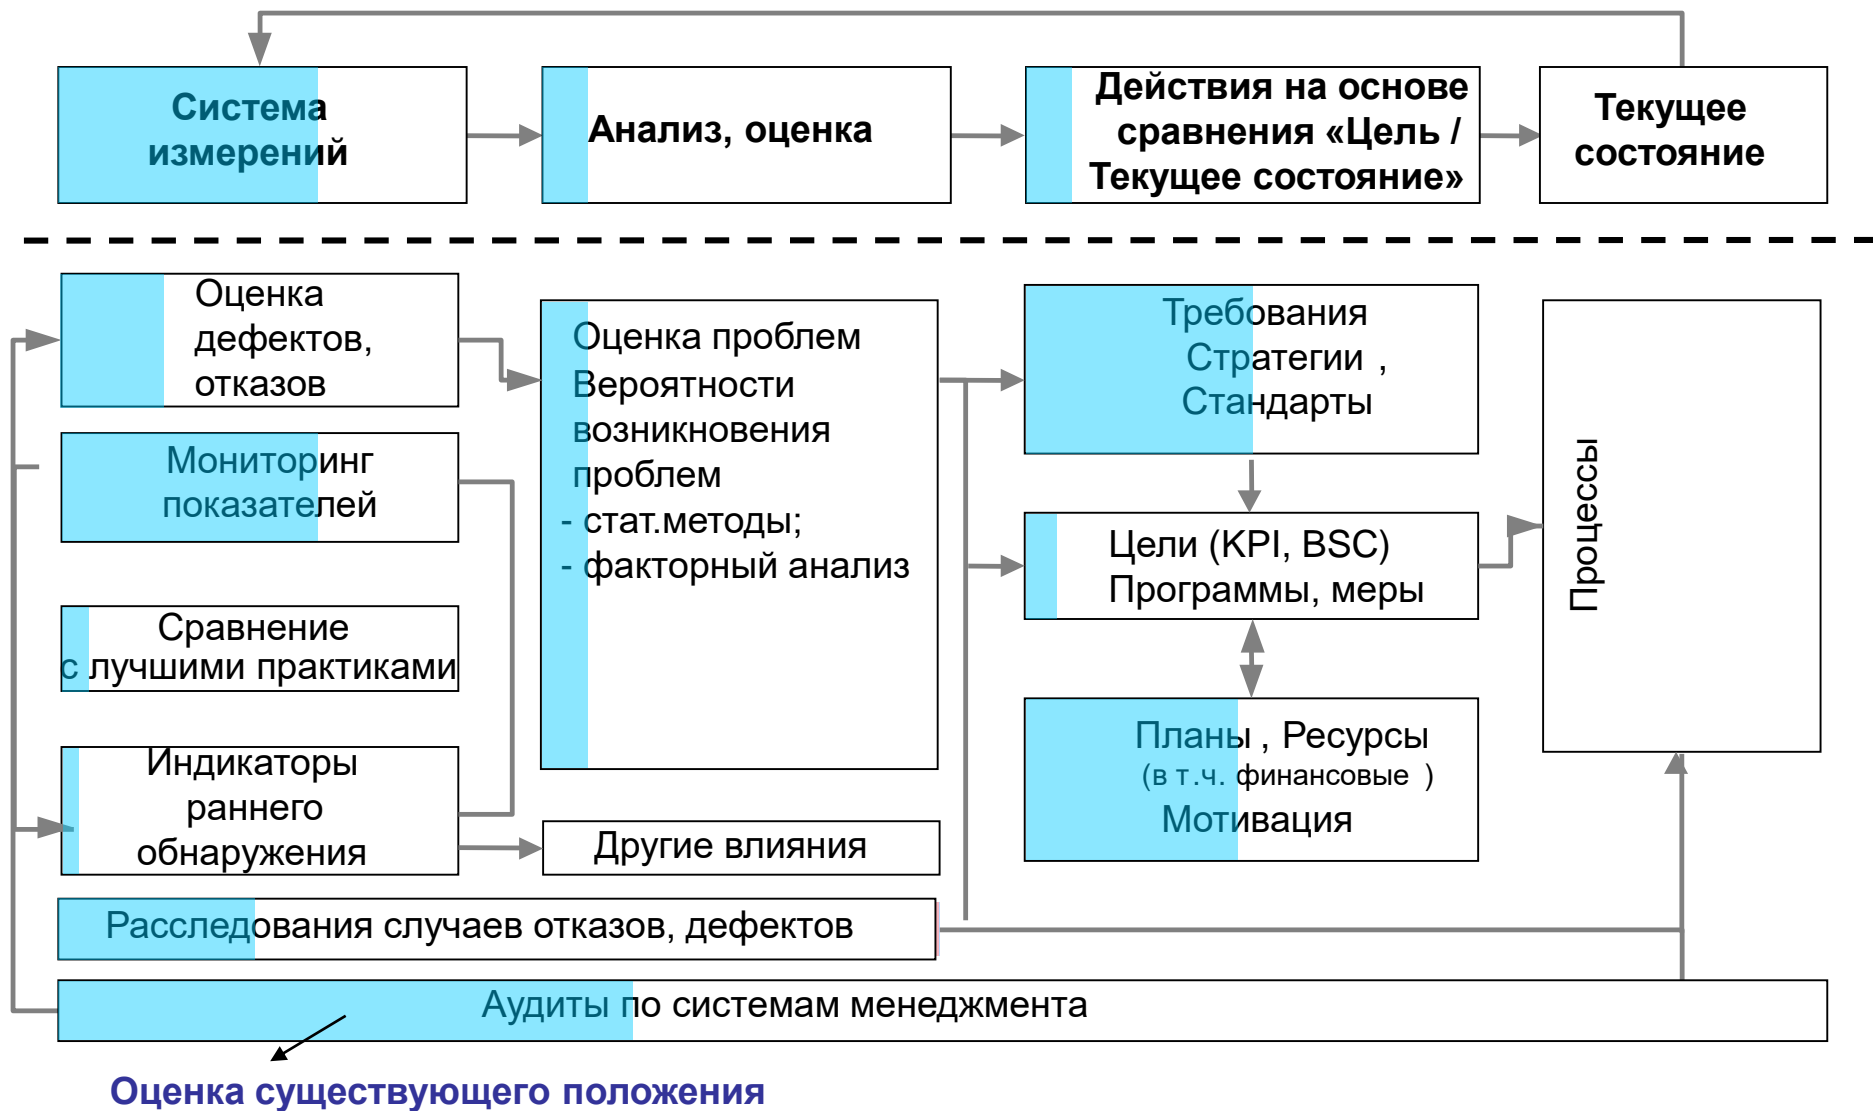 Система
измерений
Анализ, оценка
Действия на основе
сравнения «Цель /
Текущее состояние»
Текущее
состояние
Оценка
дефектов,
отказов
Мониторинг
показателей
Сравнение
с лучшими практиками
Индикаторы
раннего
обнаружения
Оценка проблем
Вероятности
возникновения
проблем
- стат.методы;
- факторный анализ
Другие влияния
Требования
Стратегии ,
Стандарты
Цели (KPI, BSC)
Программы, меры
Планы , Ресурсы
(в т.ч. финансовые )
Мотивация
Процессы
Расследования случаев отказов, дефектов
Аудиты по системам менеджмента
Оценка существующего положения